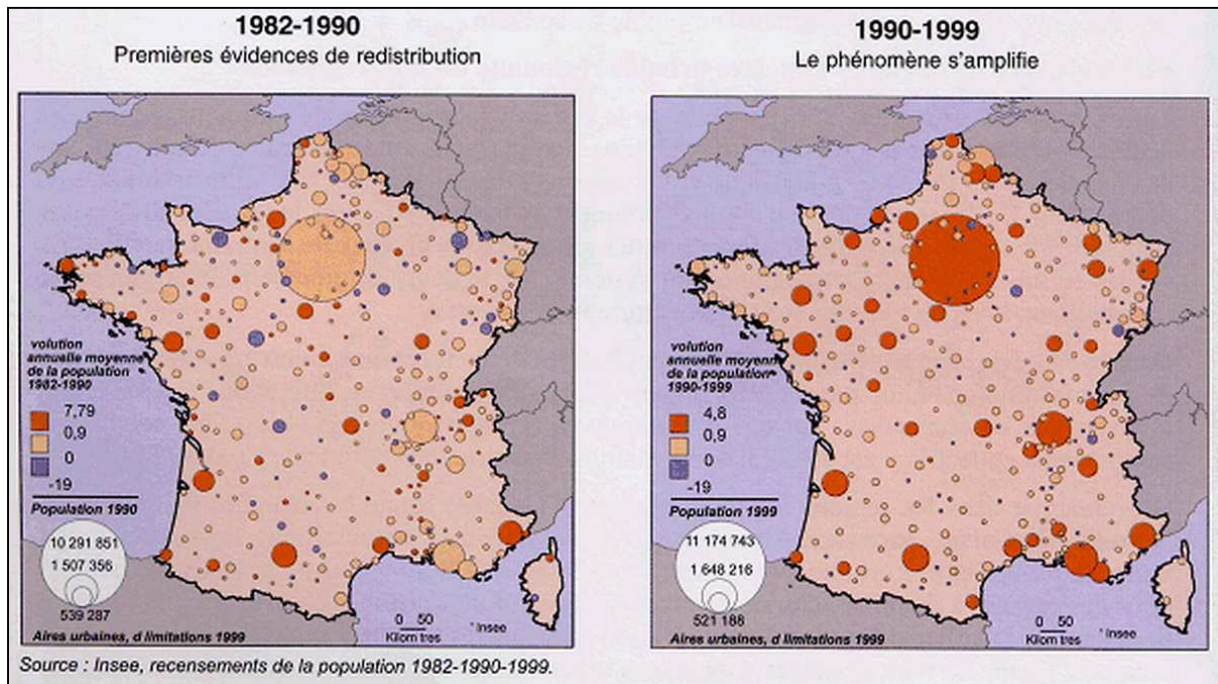 1982-1990
Premières évidences de redistribution
volution
annuelle moyenne
de la population
1982-1990
7,79
0,9
0
-19
Population 1990
10 291 851
1 507 356
539 287
Aires urbaines, d limitations 1999
0 50
Kilom tres
' Insee
1990-1999
Le phénomène s'amplifie
volution
annuelle moyenne
de la population
1990-1999
4,8
0,9
0
-19
Population 1999
11 174 743
1 648 216
521 188
Aires urbaines, d limitations 1999
0 50
Kilom tres
' Insee
Source : Insee, recensements de la population 1982-1990-1999.